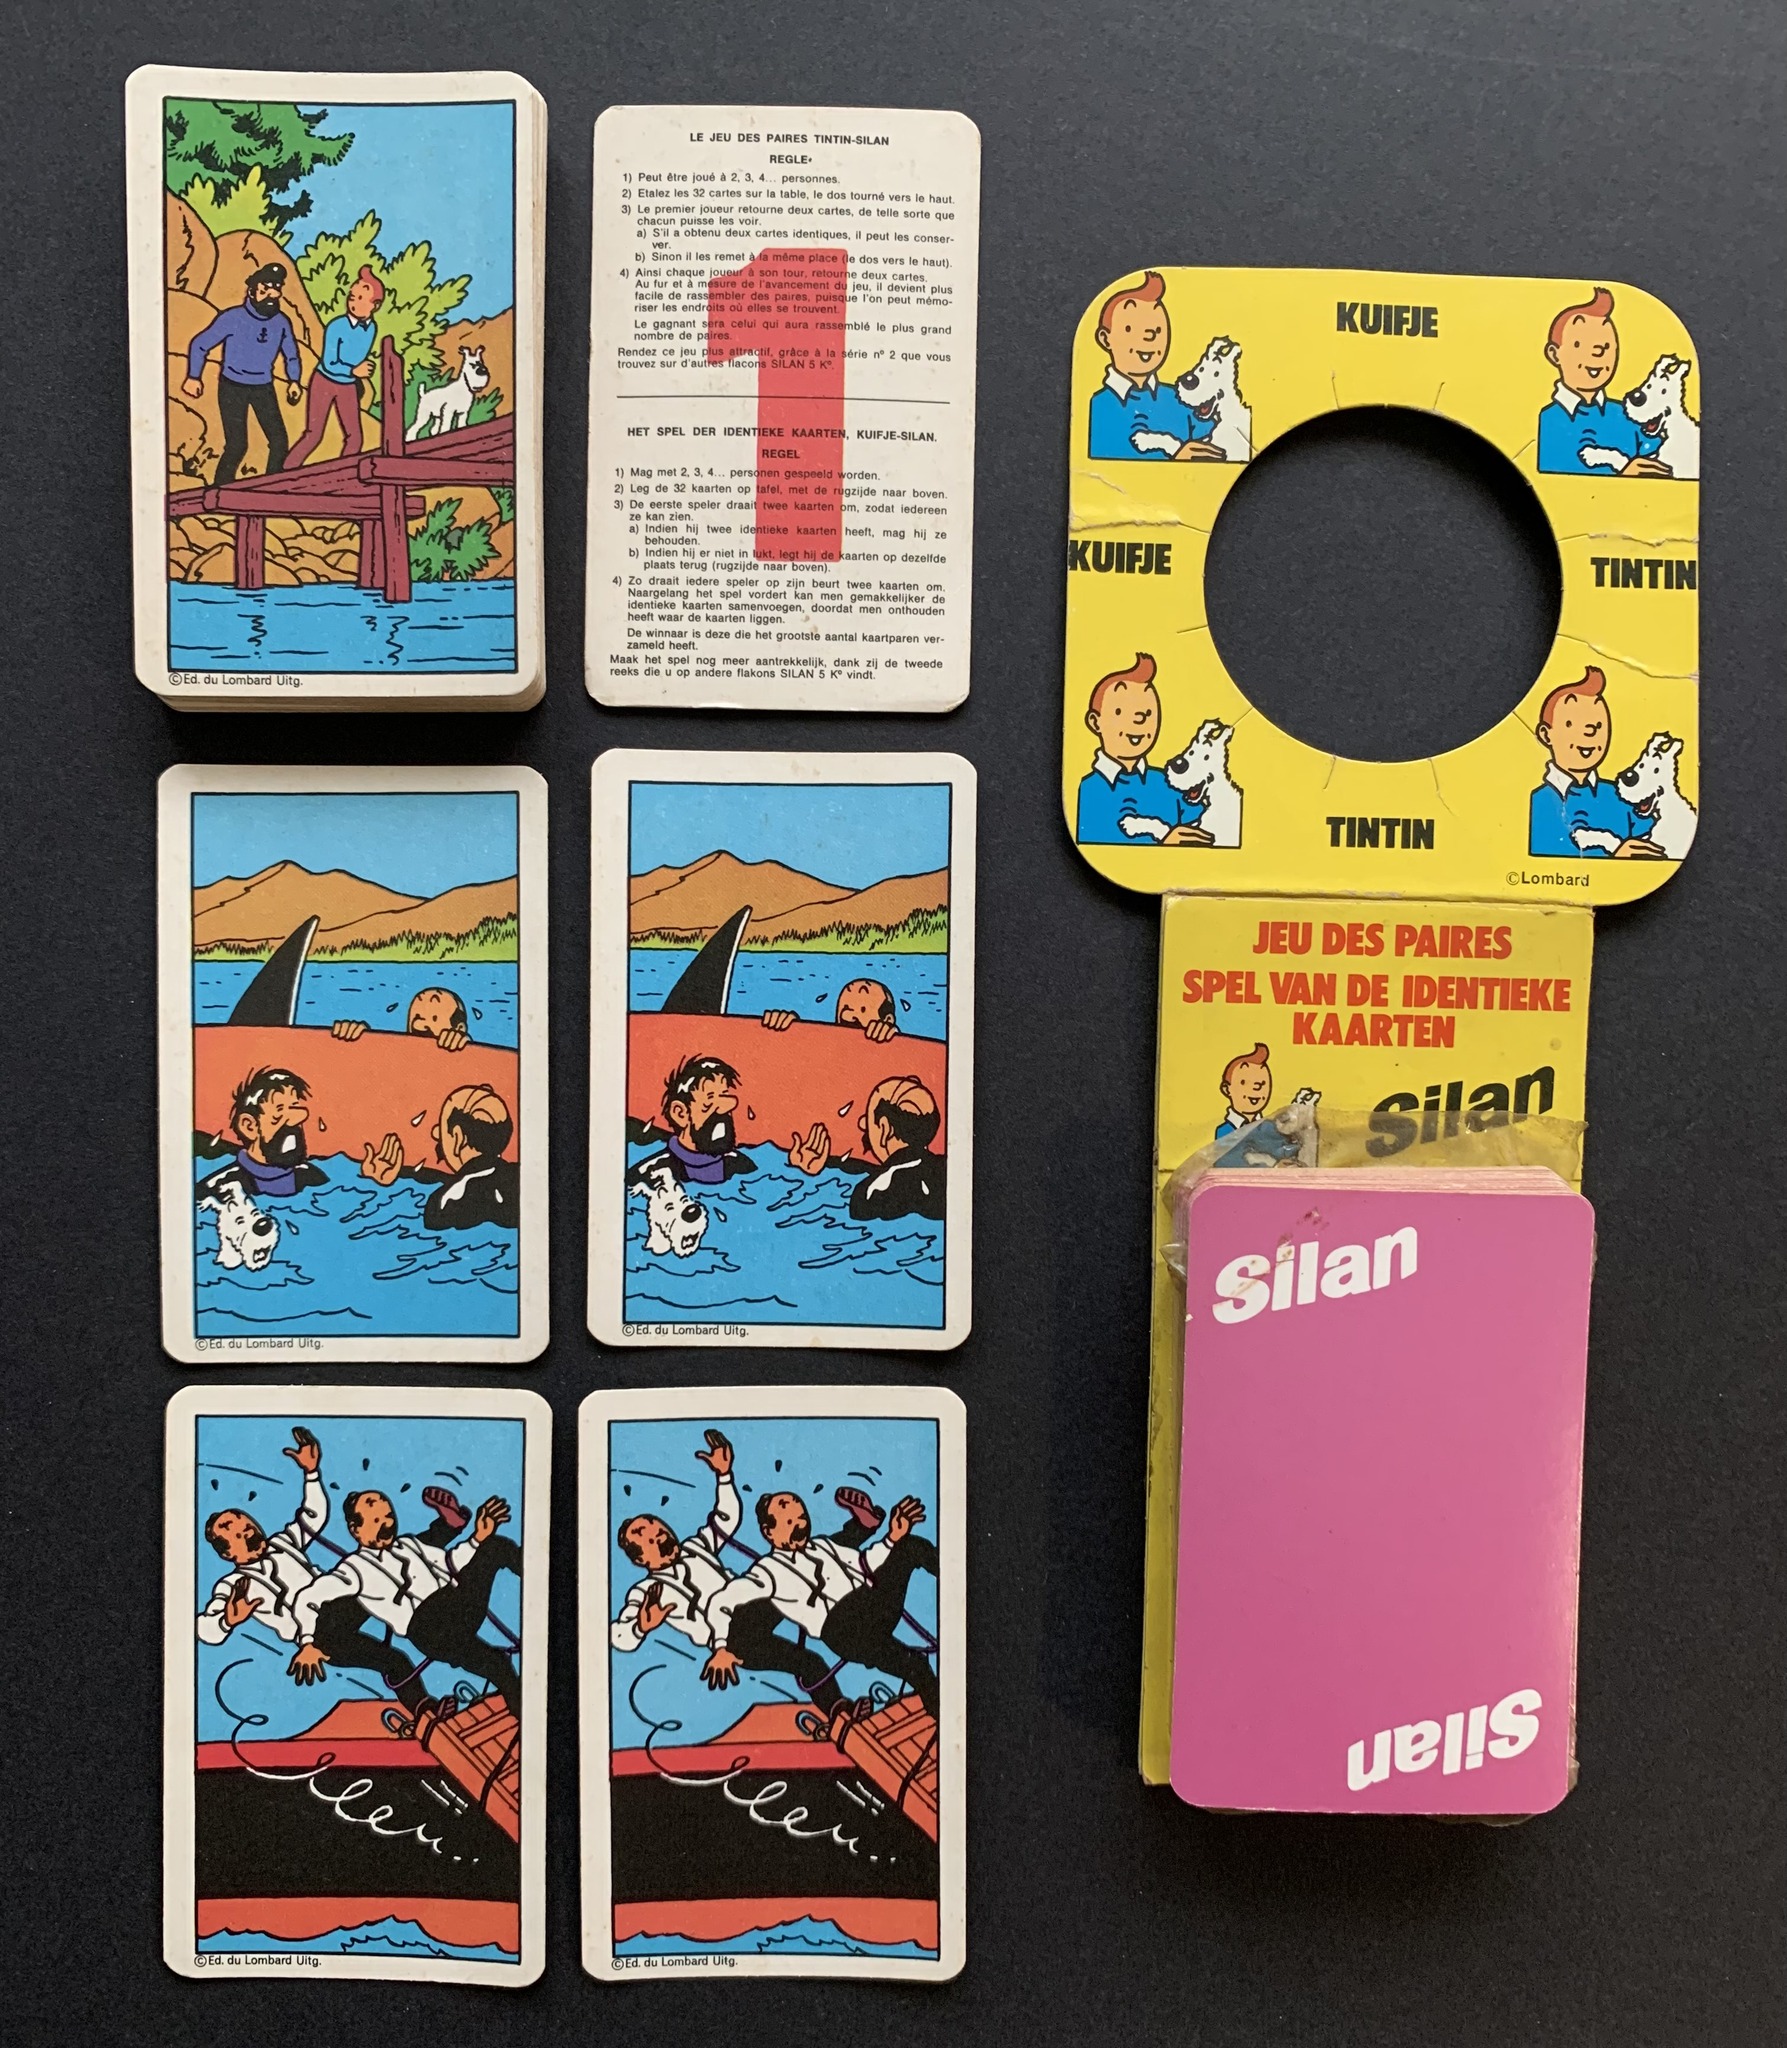 ©Ed. du Lombard Uitg.
LE JEU DES PAIRES TINTIN-SILAN
REGLE
1) Peut être joué à 2, 3, 4... personnes.
2) Etalez les 32 cartes sur la table, le dos tourné vers le haut.
3) Le premier joueur retourne deux cartes, de telle sorte que
chacun puisse les voir.
a) S'il a obtenu deux cartes identiques, il peut les conser-
ver.
b) Sinon il les remet à la même place (le dos vers le haut).
4) Ainsi chaque joueur à son tour, retourne deux cartes.
Au fur et à mesure de l'avancement du jeu, il devient plus
facile de rassembler des paires, puisque l'on peut mémo-
riser les endroits où elles se trouvent.
Le gagnant sera celui qui aura rassemblé le plus grand
nombre de paires.
Rendez ce jeu plus attractif, grâce à la série n° 2 que vous
trouvez sur d'autres flacons SILAN 5 K°.
1
HET SPEL DER IDENTIEKE KAARTEN, KUIFJE-SILAN.
REGEL
1) Mag met 2, 3, 4... personen gespeeld worden.
2) Leg de 32 kaarten op tafel, met de rugzijde naar boven.
3) De eerste speler draait twee kaarten om, zodat iedereen
ze kan zien.
a) Indien hij twee identieke kaarten heeft, mag hij ze
behouden.
b) Indien hij er niet in lukt, legt hij de kaarten op dezelfde
plaats terug (rugzijde naar boven).
4) Zo draait iedere speler op zijn beurt twee kaarten om.
Naargelang het spel vordert kan men gemakkelijker de
identieke kaarten samenvoegen, doordat men onthouden
heeft waar de kaarten liggen.
De winnaar is deze die het grootste aantal kaartparen ver-
zameld heeft.
Maak het spel nog meer aantrekkelijk, dank zij de tweede
reeks die u op andere flakons SILAN 5 K° vindt.
©Ed. du Lombard Uitg.
©Ed. du Lombard Uitg.
©Ed. du Lombard Uitg.
©Ed. du Lombard Uitg.
KUIFJE
KUIFJE
TINTIN
TINTIN
©Lombard
JEU DES PAIRES
SPEL VAN DE IDENTIEKE
KAARTEN
Silan
Silan
Silan